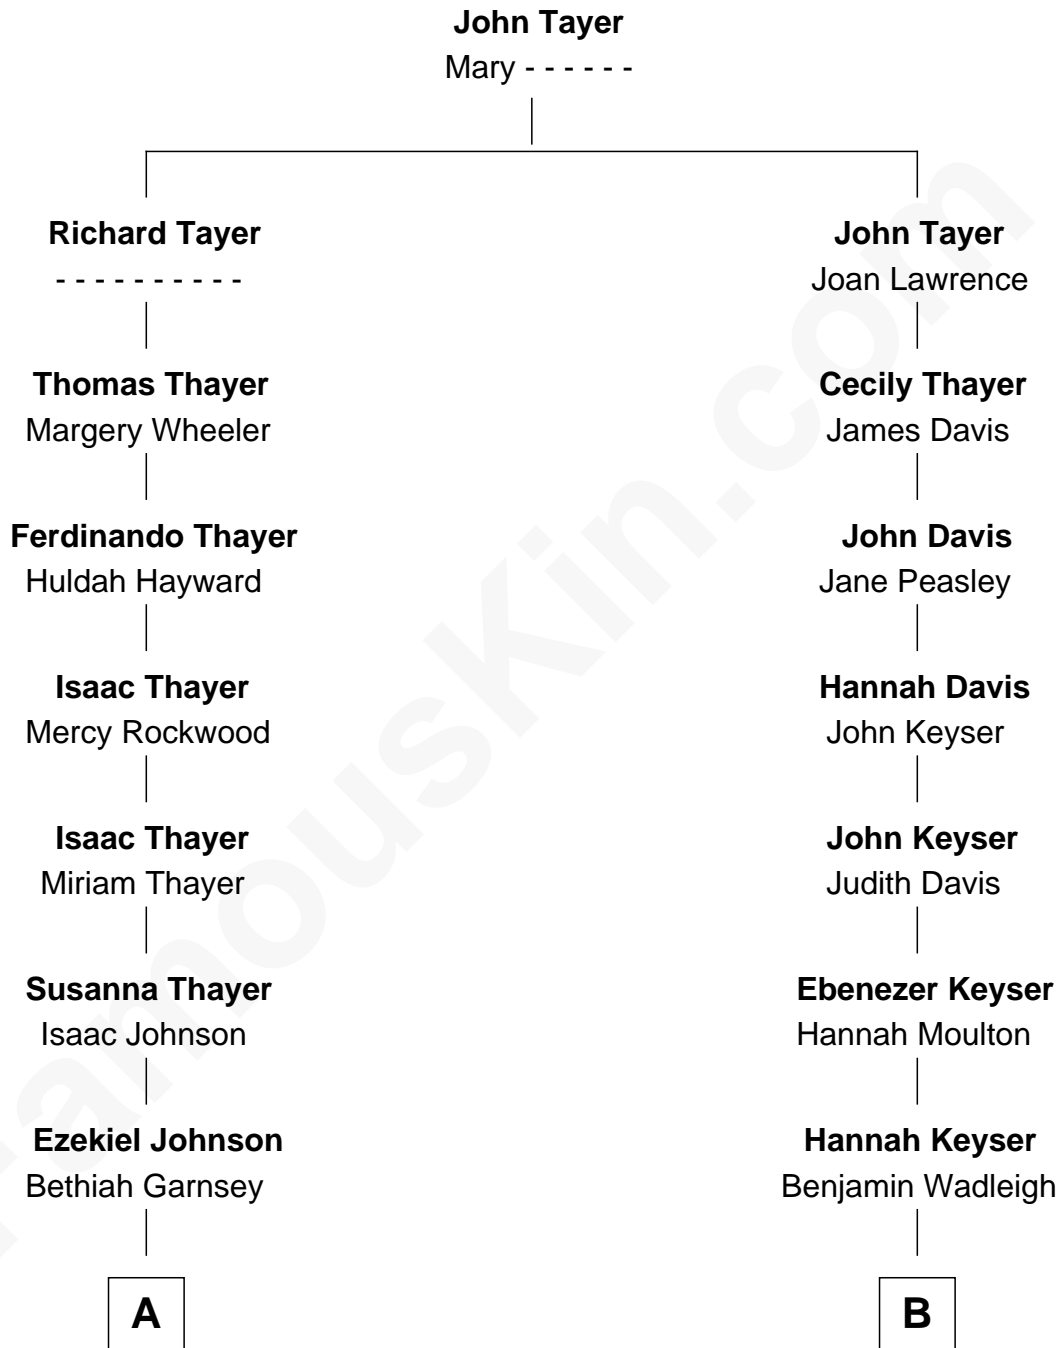 John Tayer
Mary - - - - - -
Richard Tayer
- - - - - - - - - -
John Tayer
Joan Lawrence
Thomas Thayer
Margery Wheeler
Cecily Thayer
James Davis
Ferdinando Thayer
Huldah Hayward
John Davis
Jane Peasley
Isaac Thayer
Mercy Rockwood
Hannah Davis
John Keyser
Isaac Thayer
Miriam Thayer
John Keyser
Judith Davis
Susanna Thayer
Isaac Johnson
Ebenezer Keyser
Hannah Moulton
Ezekiel Johnson
Bethiah Garnsey
Hannah Keyser
Benjamin Wadleigh
A
B
FamousKin.com